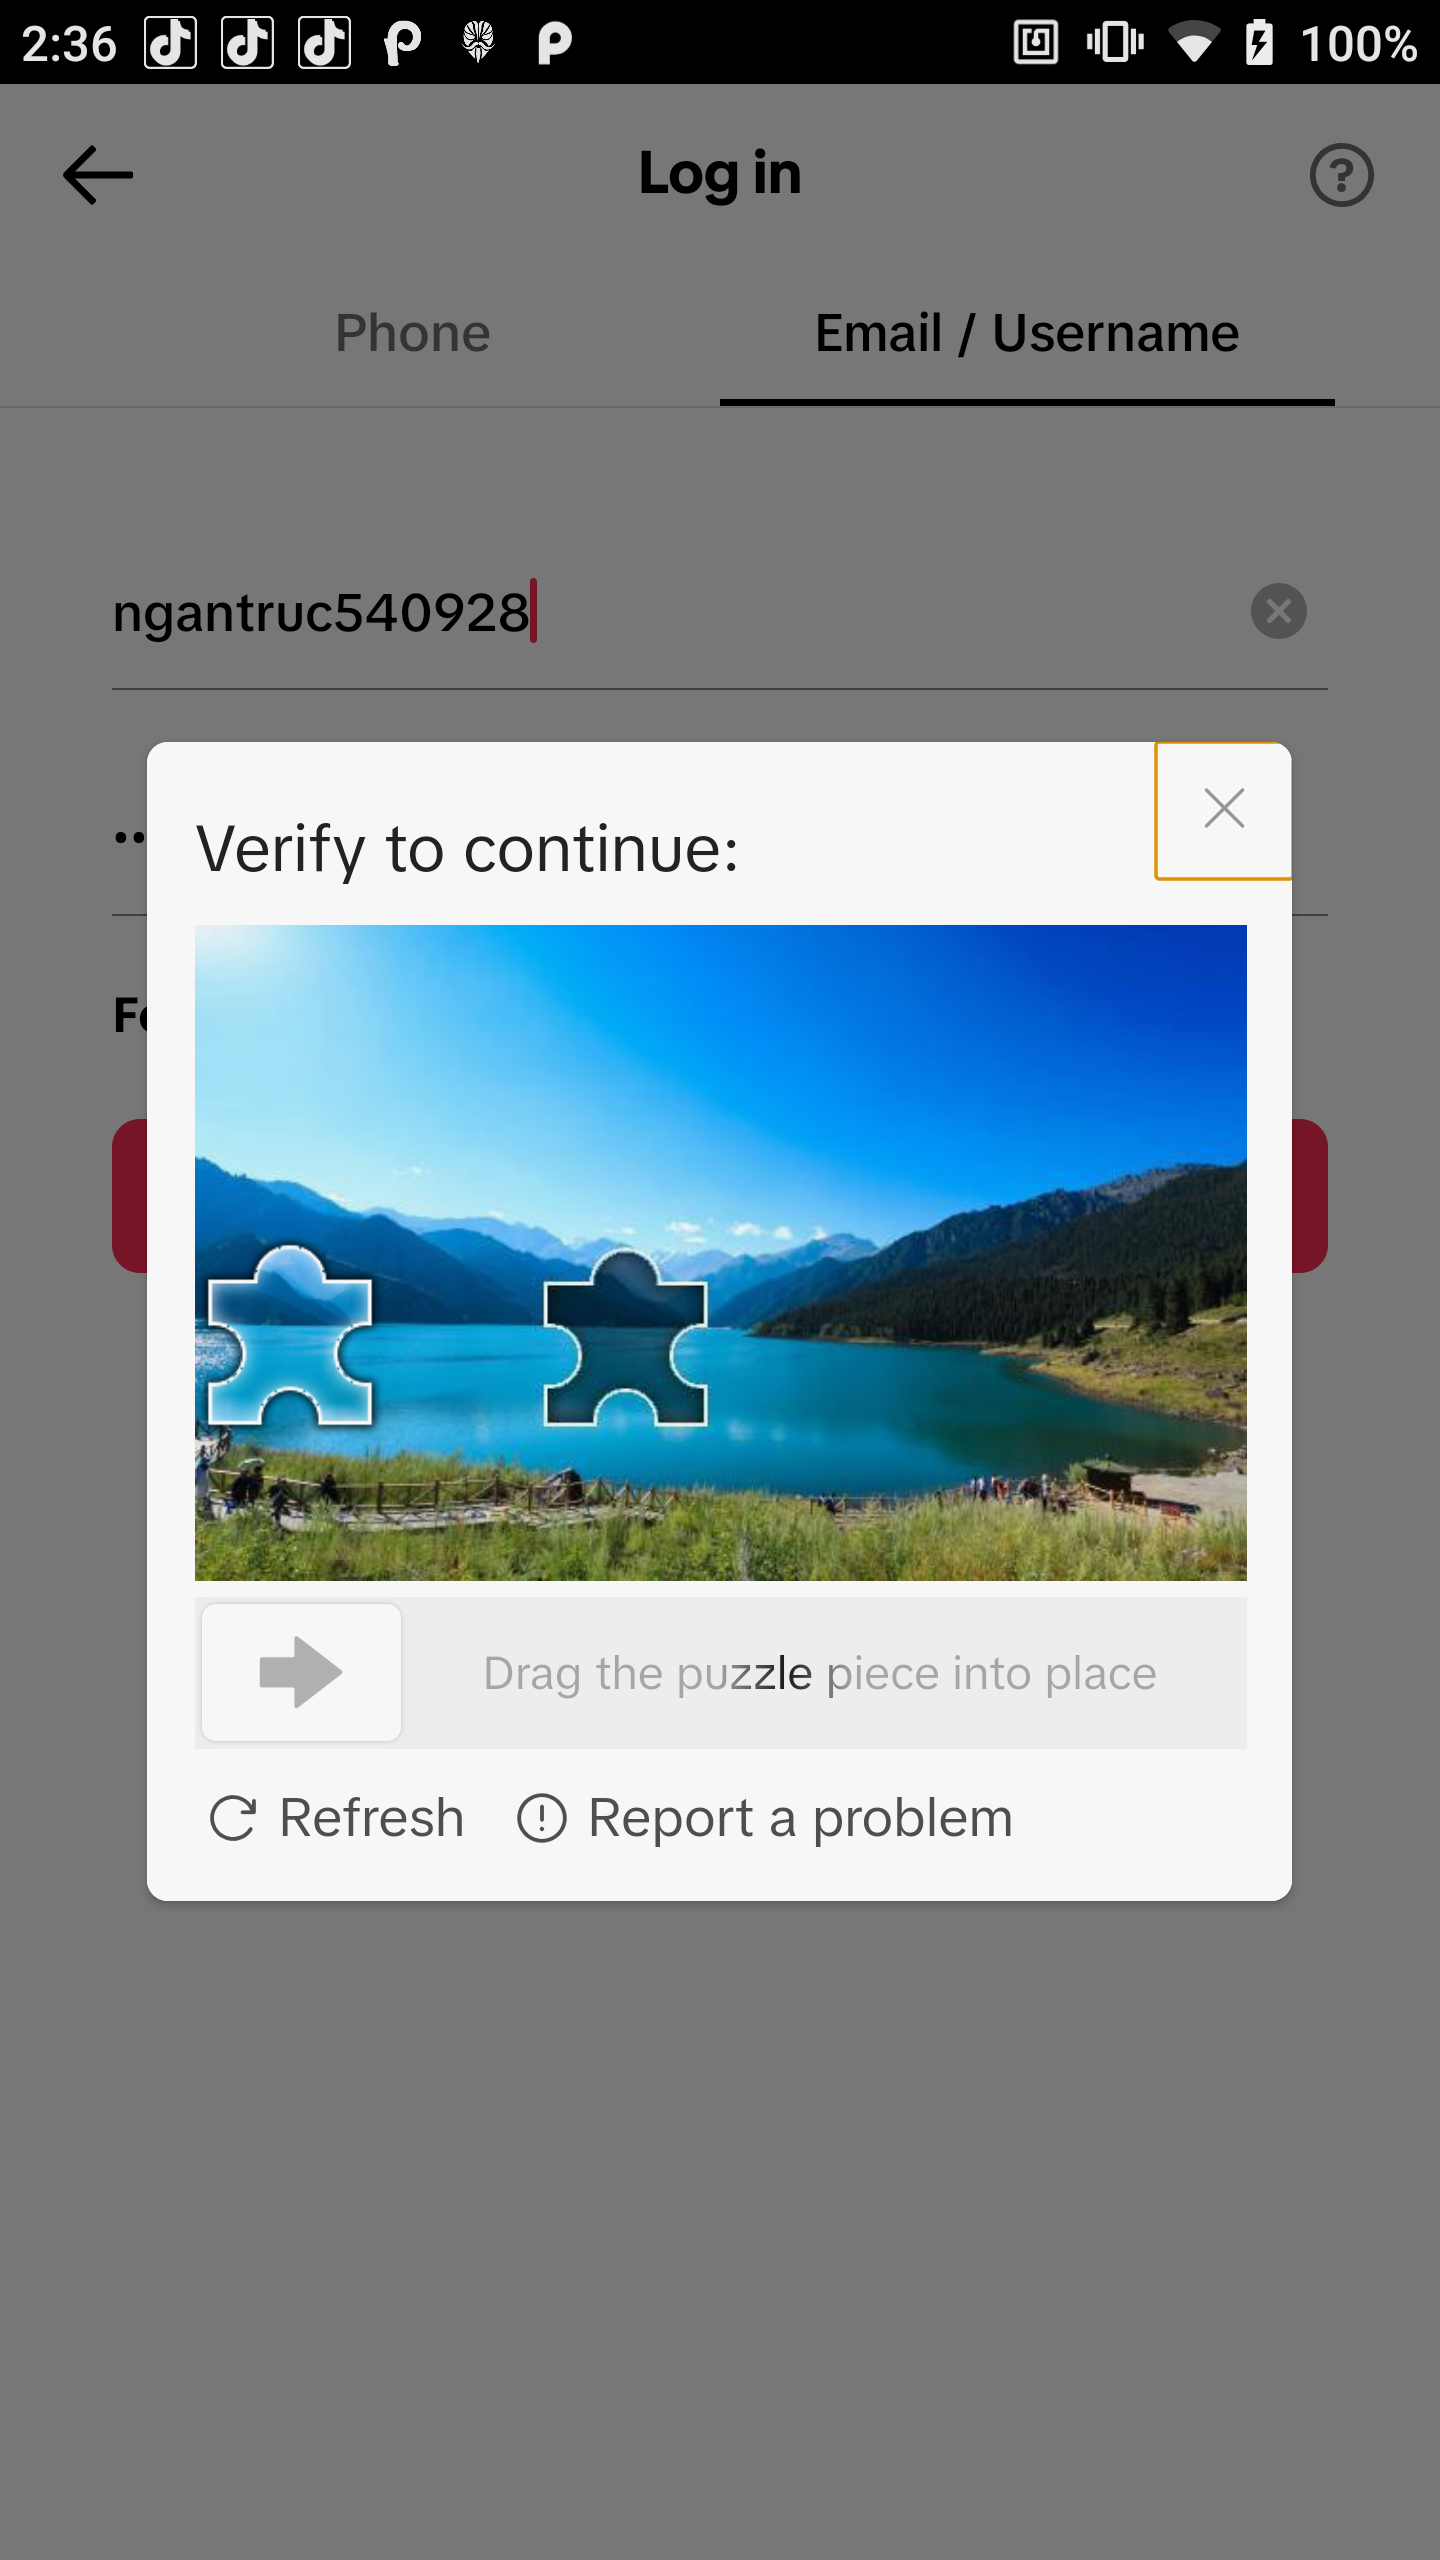 2:36 100%
Log in
Phone Email / Username
ngantruc540928
Verify to continue:
Drag the puzzle piece into place
Refresh Report a problem